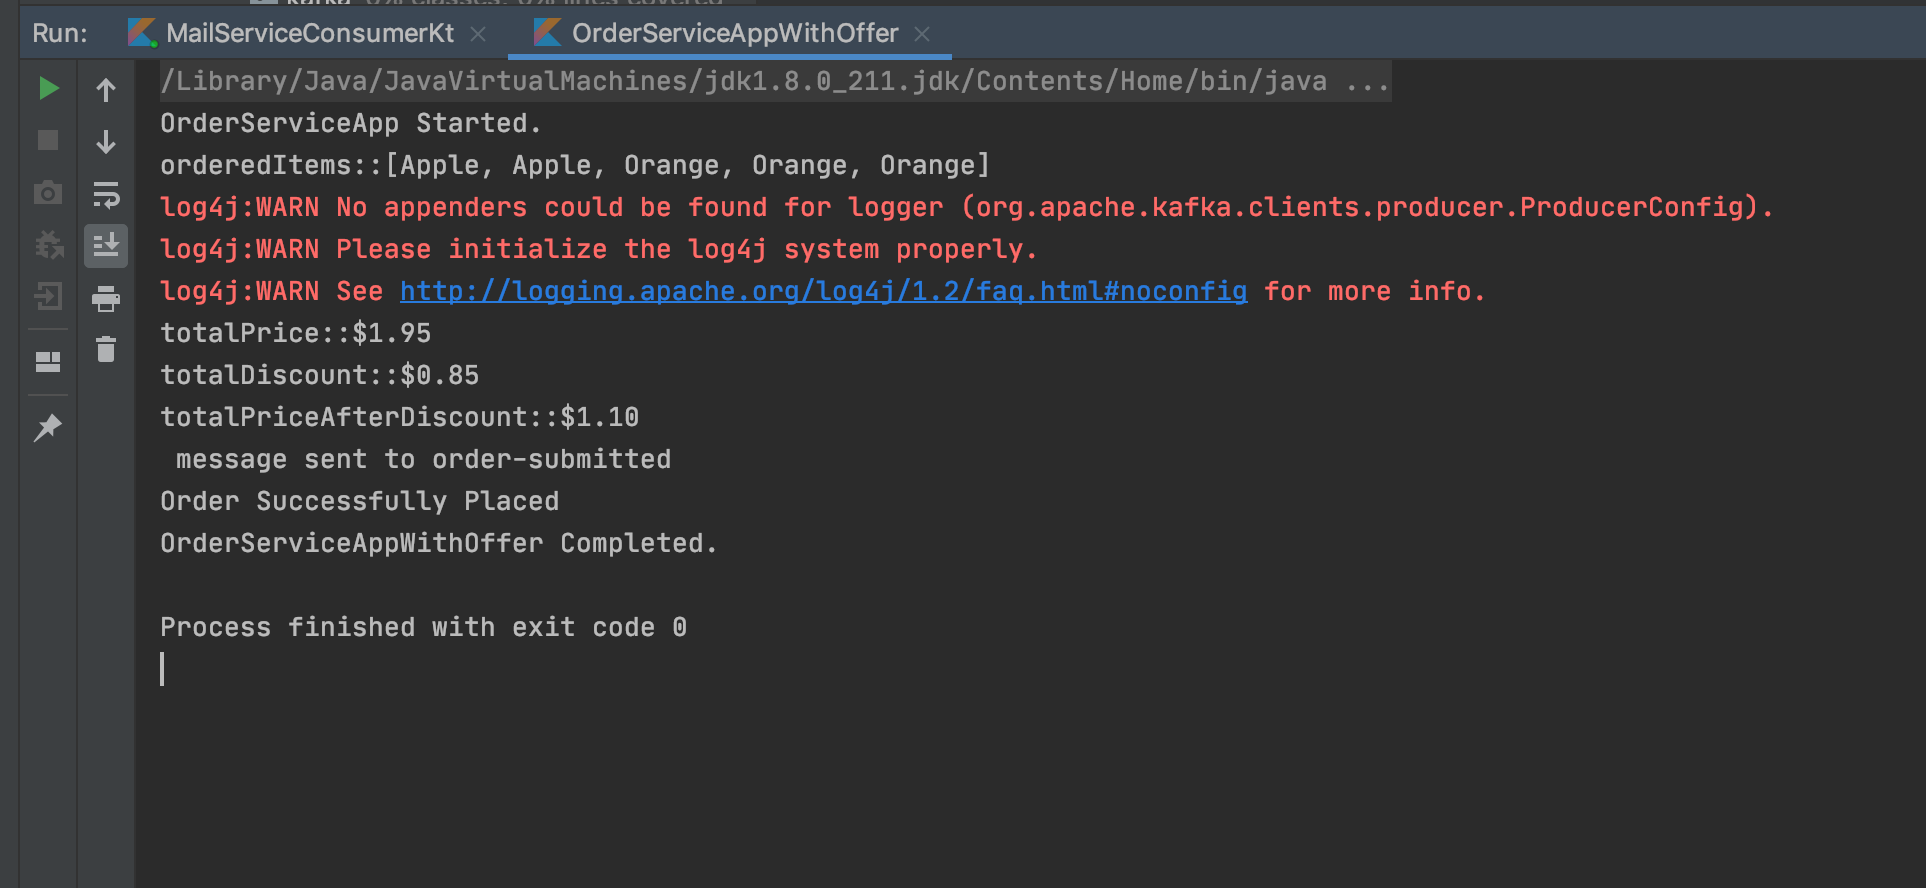 Run: MailServiceConsumerKt OrderServiceAppWithOffer
/Library/Java/JavaVirtualMachines/jdk1.8.0_211.jdk/Contents/Home/bin/java ...
OrderServiceApp Started.
orderedItems::[Apple, Apple, Orange, Orange, Orange]
log4j:WARN No appenders could be found for logger (org.apache.kafka.clients.producer.ProducerConfig).
log4j:WARN Please initialize the log4j system properly.
log4j:WARN See http://logging.apache.org/log4j/1.2/faq.html#noconfig for more info.
totalPrice::$1.95
totalDiscount::$0.85
totalPriceAfterDiscount::$1.10
message sent to order-submitted
Order Successfully Placed
OrderServiceAppWithOffer Completed.
Process finished with exit code 0